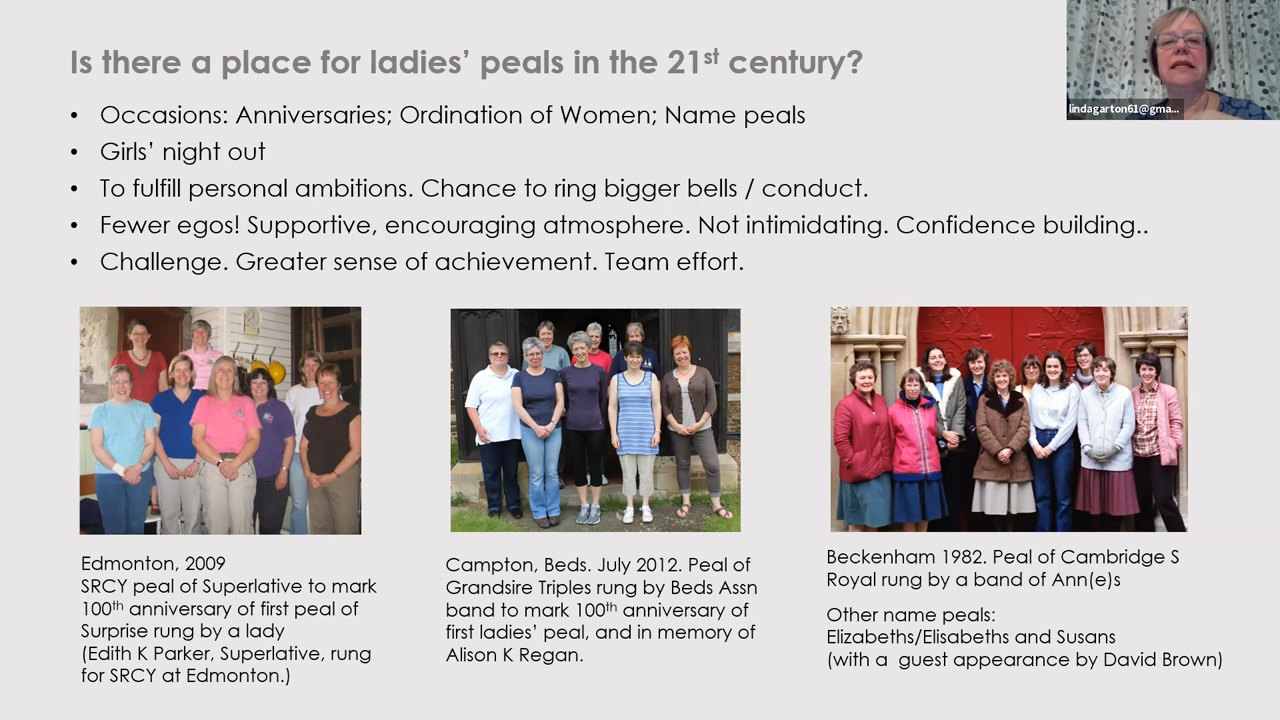 Is there a place for ladies' peals in the 21st century?
lindagarton61@gma...
• Occasions: Anniversaries; Ordination of Women; Name peals
• Girls' night out
• To fulfill personal ambitions. Chance to ring bigger bells / conduct.
• Fewer egos! Supportive, encouraging atmosphere. Not intimidating. Confidence building..
• Challenge. Greater sense of achievement. Team effort.
Edmonton, 2009
SRCY peal of Superlative to mark
100th anniversary of first peal of
Surprise rung by a lady
(Edith K Parker, Superlative, rung
for SRCY at Edmonton.)
Campton, Beds. July 2012. Peal of
Grandsire Triples rung by Beds Assn
band to mark 100th anniversary of
first ladies' peal, and in memory of
Alison K Regan.
Beckenham 1982. Peal of Cambridge S
Royal rung by a band of Ann(e)s
Other name peals:
Elizabeths/Elisabeths and Susans
(with a  guest appearance by David Brown)